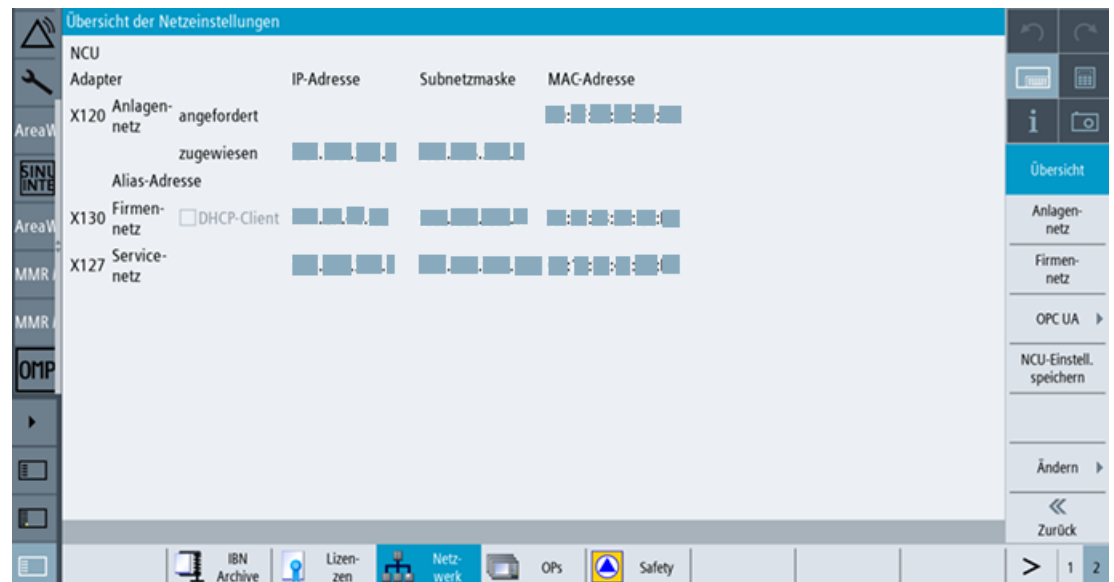 Übersicht der Netzeinstellungen
NCU
Adapter IP-Adresse Subnetzmaske MAC-Adresse
X120 Anlagen-
netz angefordert
zugewiesen
Alias-Adresse
X130 Firmen-
netz DHCP-Client
X127 Service-
netz
AreaW
SINU
INTE
AreaW
MMR
MMR
OMP
i
Übersicht
Anlagen-
netz
Firmen-
netz
OPC UA
NCU-Einstell.
speichern
Ändern
Zurück
IBN
Archive
Lizen-
zen
Netz-
werk
OPs
Safety
> 1 2